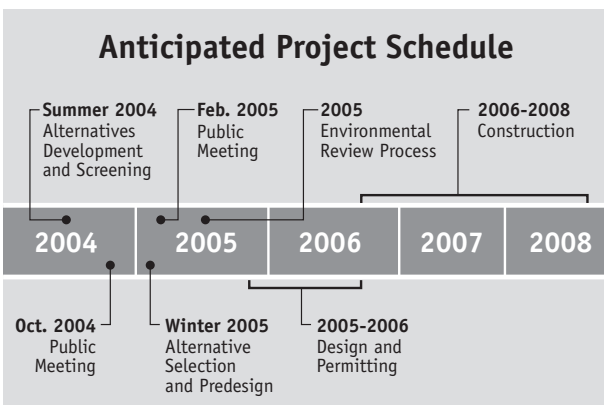 Anticipated Project Schedule
Summer 2004
Alternatives
Development
and Screening
Feb. 2005
Public
Meeting
2005
Environmental
Review Process
2006-2008
Construction
2004
2005
2006
2007
2008
Oct. 2004
Public
Meeting
Winter 2005
Alternative
Selection
and Predesign
2005-2006
Design and
Permitting